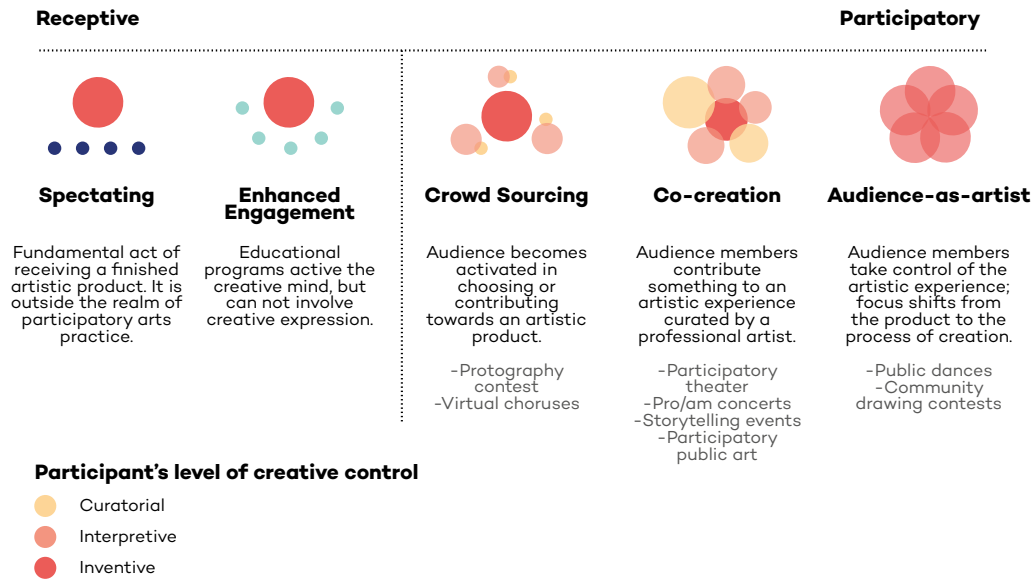 Receptive
Participatory
Spectating
Fundamental act of
receiving a finished
artistic product. It is
outside the realm of
participatory arts
practice.
Enhanced
Engagement
Educational
programs active the
creative mind, but
can not involve
creative expression.
Crowd Sourcing
Audience becomes
activated in
choosing or
contributing
towards an artistic
product.
-Protography
contest
-Virtual choruses
Co-creation
Audience members
contribute
something to an
artistic experience
curated by a
professional artist.
-Participatory
theater
-Pro/am concerts
-Storytelling events
-Participatory
public art
Audience-as-artist
Audience members
take control of the
artistic experience;
focus shifts from
the product to the
process of creation.
-Public dances
-Community
drawing contests
Participant's level of creative control
Curatorial
Interpretive
Inventive